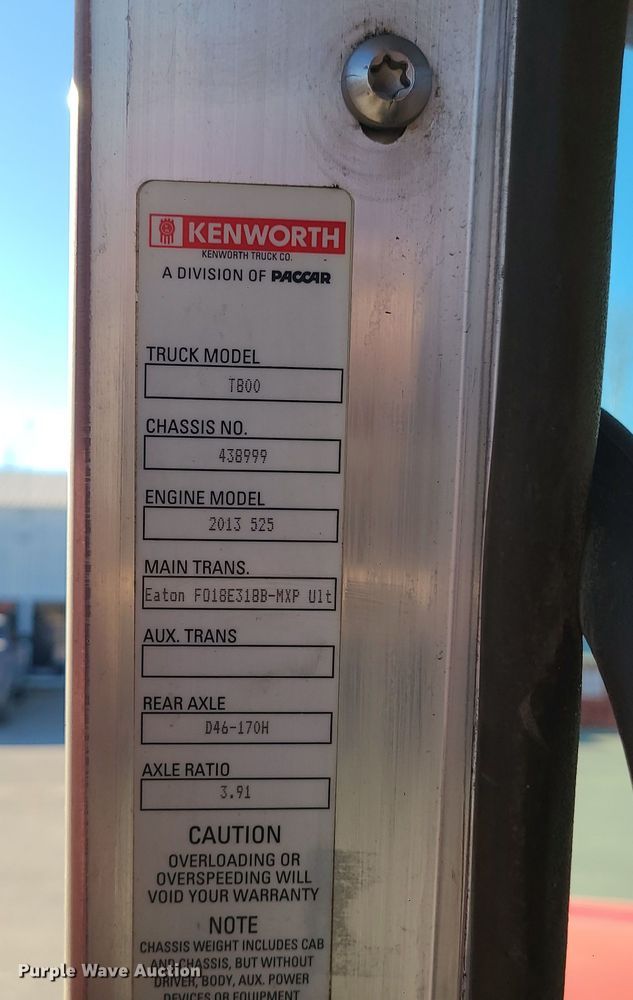 KENWORTH
KENWORTH TRUCK CO.
A DIVISION OF PACCAR
TRUCK MODEL
T800
CHASSIS NO.
438999
ENGINE MODEL
2013 525
MAIN TRANS.
Eaton FO18E318B-MXP Ult
AUX. TRANS
REAR AXLE
D46-170H
AXLE RATIO
3.91
CAUTION
OVERLOADING OR
OVERSPEEDING WILL
VOID YOUR WARRANTY
NOTE
CHASSIS WEIGHT INCLUDES CAB
AND CHASSIS, BUT WITHOUT
DRIVER, BODY, AUX. POWER
DEVICES OR EQUIPMENT
Purple Wave Auction